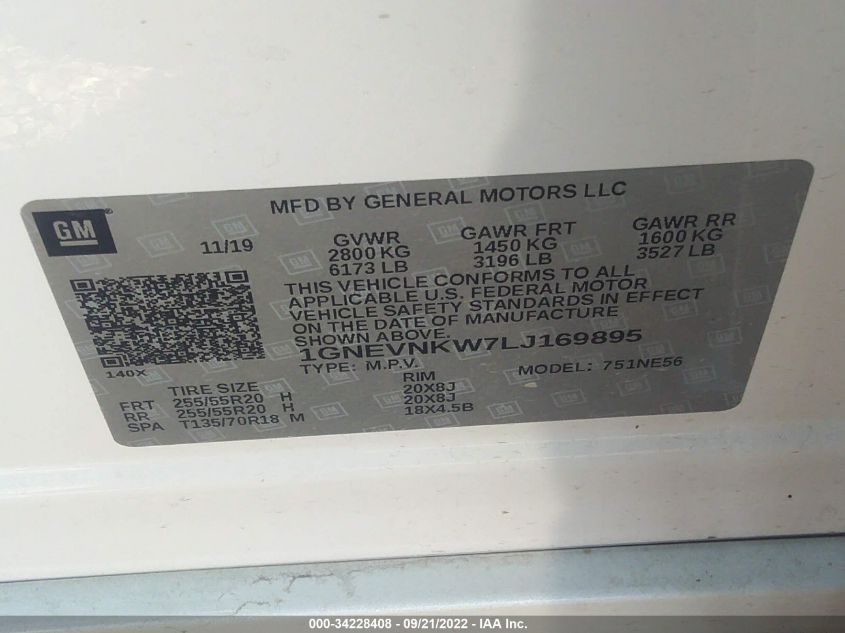 GM ®
MFD BY GENERAL MOTORS LLC
11/19
GVWR
2800 KG
6173 LB
GAWR FRT
1450 KG
3196 LB
GAWR RR
1600 KG
3527 LB
THIS VEHICLE CONFORMS TO ALL
APPLICABLE U.S. FEDERAL MOTOR
VEHICLE SAFETY STANDARDS IN EFFECT
ON THE DATE OF MANUFACTURE
SHOWN ABOVE.
1GNEVNKW7LJ169895
140X
TYPE: M.P.V.
MODEL: 751NE56
TIRE SIZE RIM
FRT 255/55R20 H 20X8J
RR 255/55R20 H 20X8J
SPA T135/70R18 M 18X4.5B
000-34228408 - 09/21/2022 - IAA Inc.